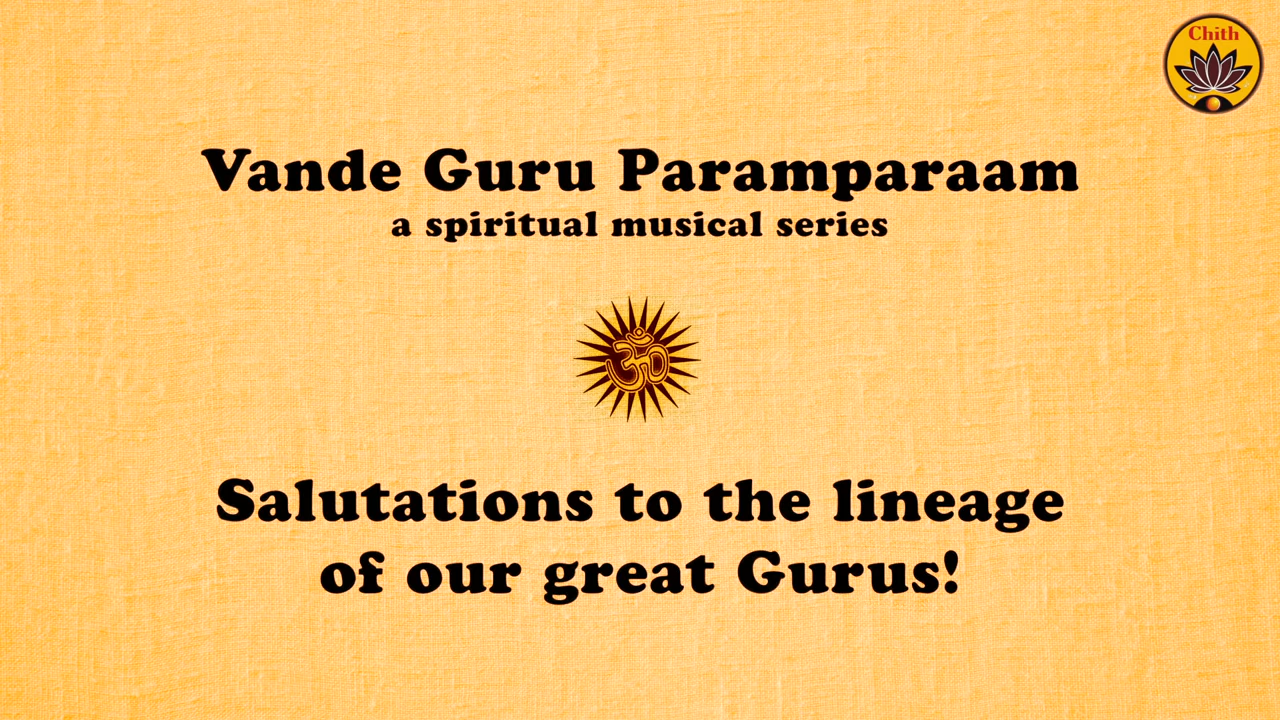 Chith
Vande Guru Paramparaam
a spiritual musical series
ॐ
Salutations to the lineage
of our great Gurus!